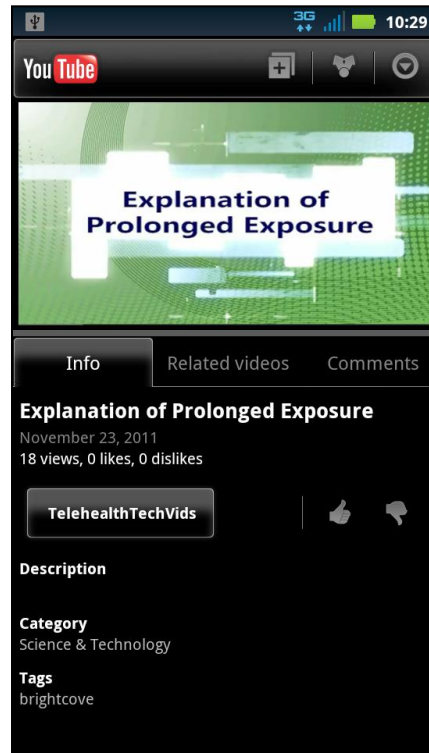 3G 10:29
YouTube
Explanation of
Prolonged Exposure
Info Related videos Comments
Explanation of Prolonged Exposure
November 23, 2011
18 views, 0 likes, 0 dislikes
TelehealthTechVids
Description
Category
Science & Technology
Tags
brightcove